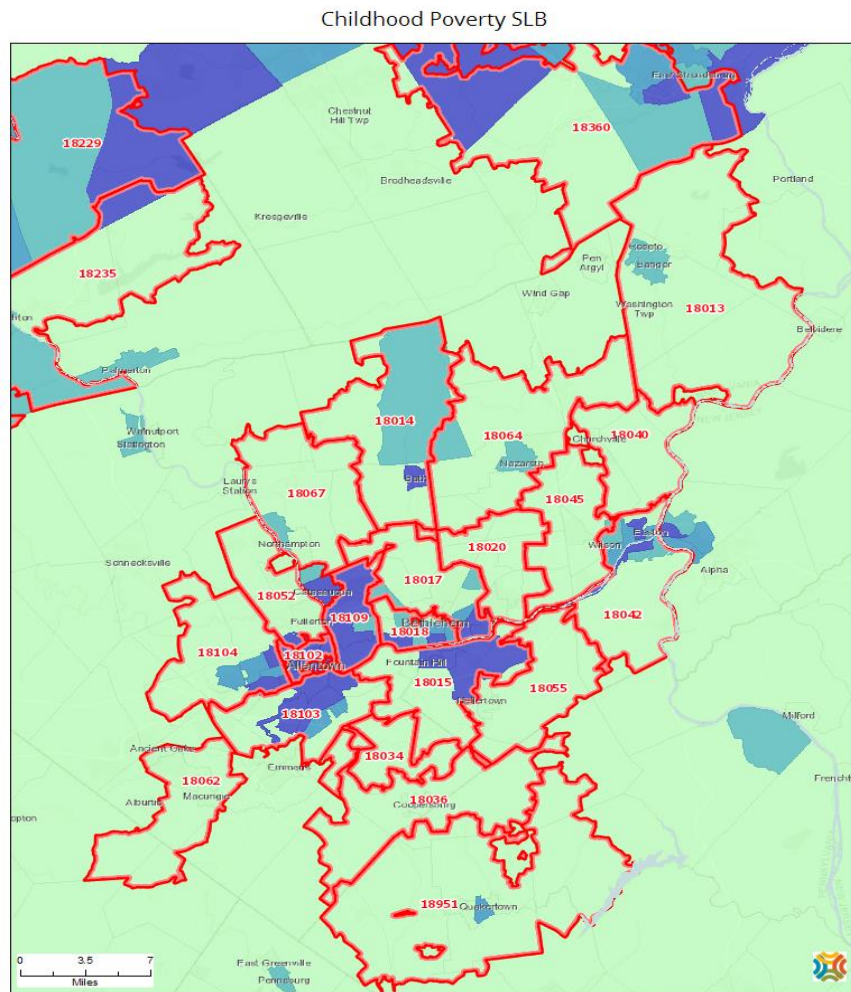 Childhood Poverty SLB
18229
Chestnut
Hill Twp
18360
Brodheadsville
Portland
Kresgeville
18235
Roseto
Bangor
Pen
Argyl
Wind Gap
Washington
Twp
18013
Belvidere
Palmerton
18014
18064
Churchville
18040
Walnutport
Slatington
Nazareth
Bath
Laurys
Station
18067
18045
Northampton
18020
Wilson
Easton
Schnecksville
18017
Alpha
18052
Catasauqua
Fullerton
18109
18018
Bethlehem
18042
18104
18102
Allentown
Fountain Hill
18015
18055
Hellertown
18103
Milford
Ancient Oaks
18034
Emmaus
18062
Macungie
Alburtis
18036
Coopersburg
18951
Quakertown
East Greenville
Pennsburg
0 3.5 7
Miles